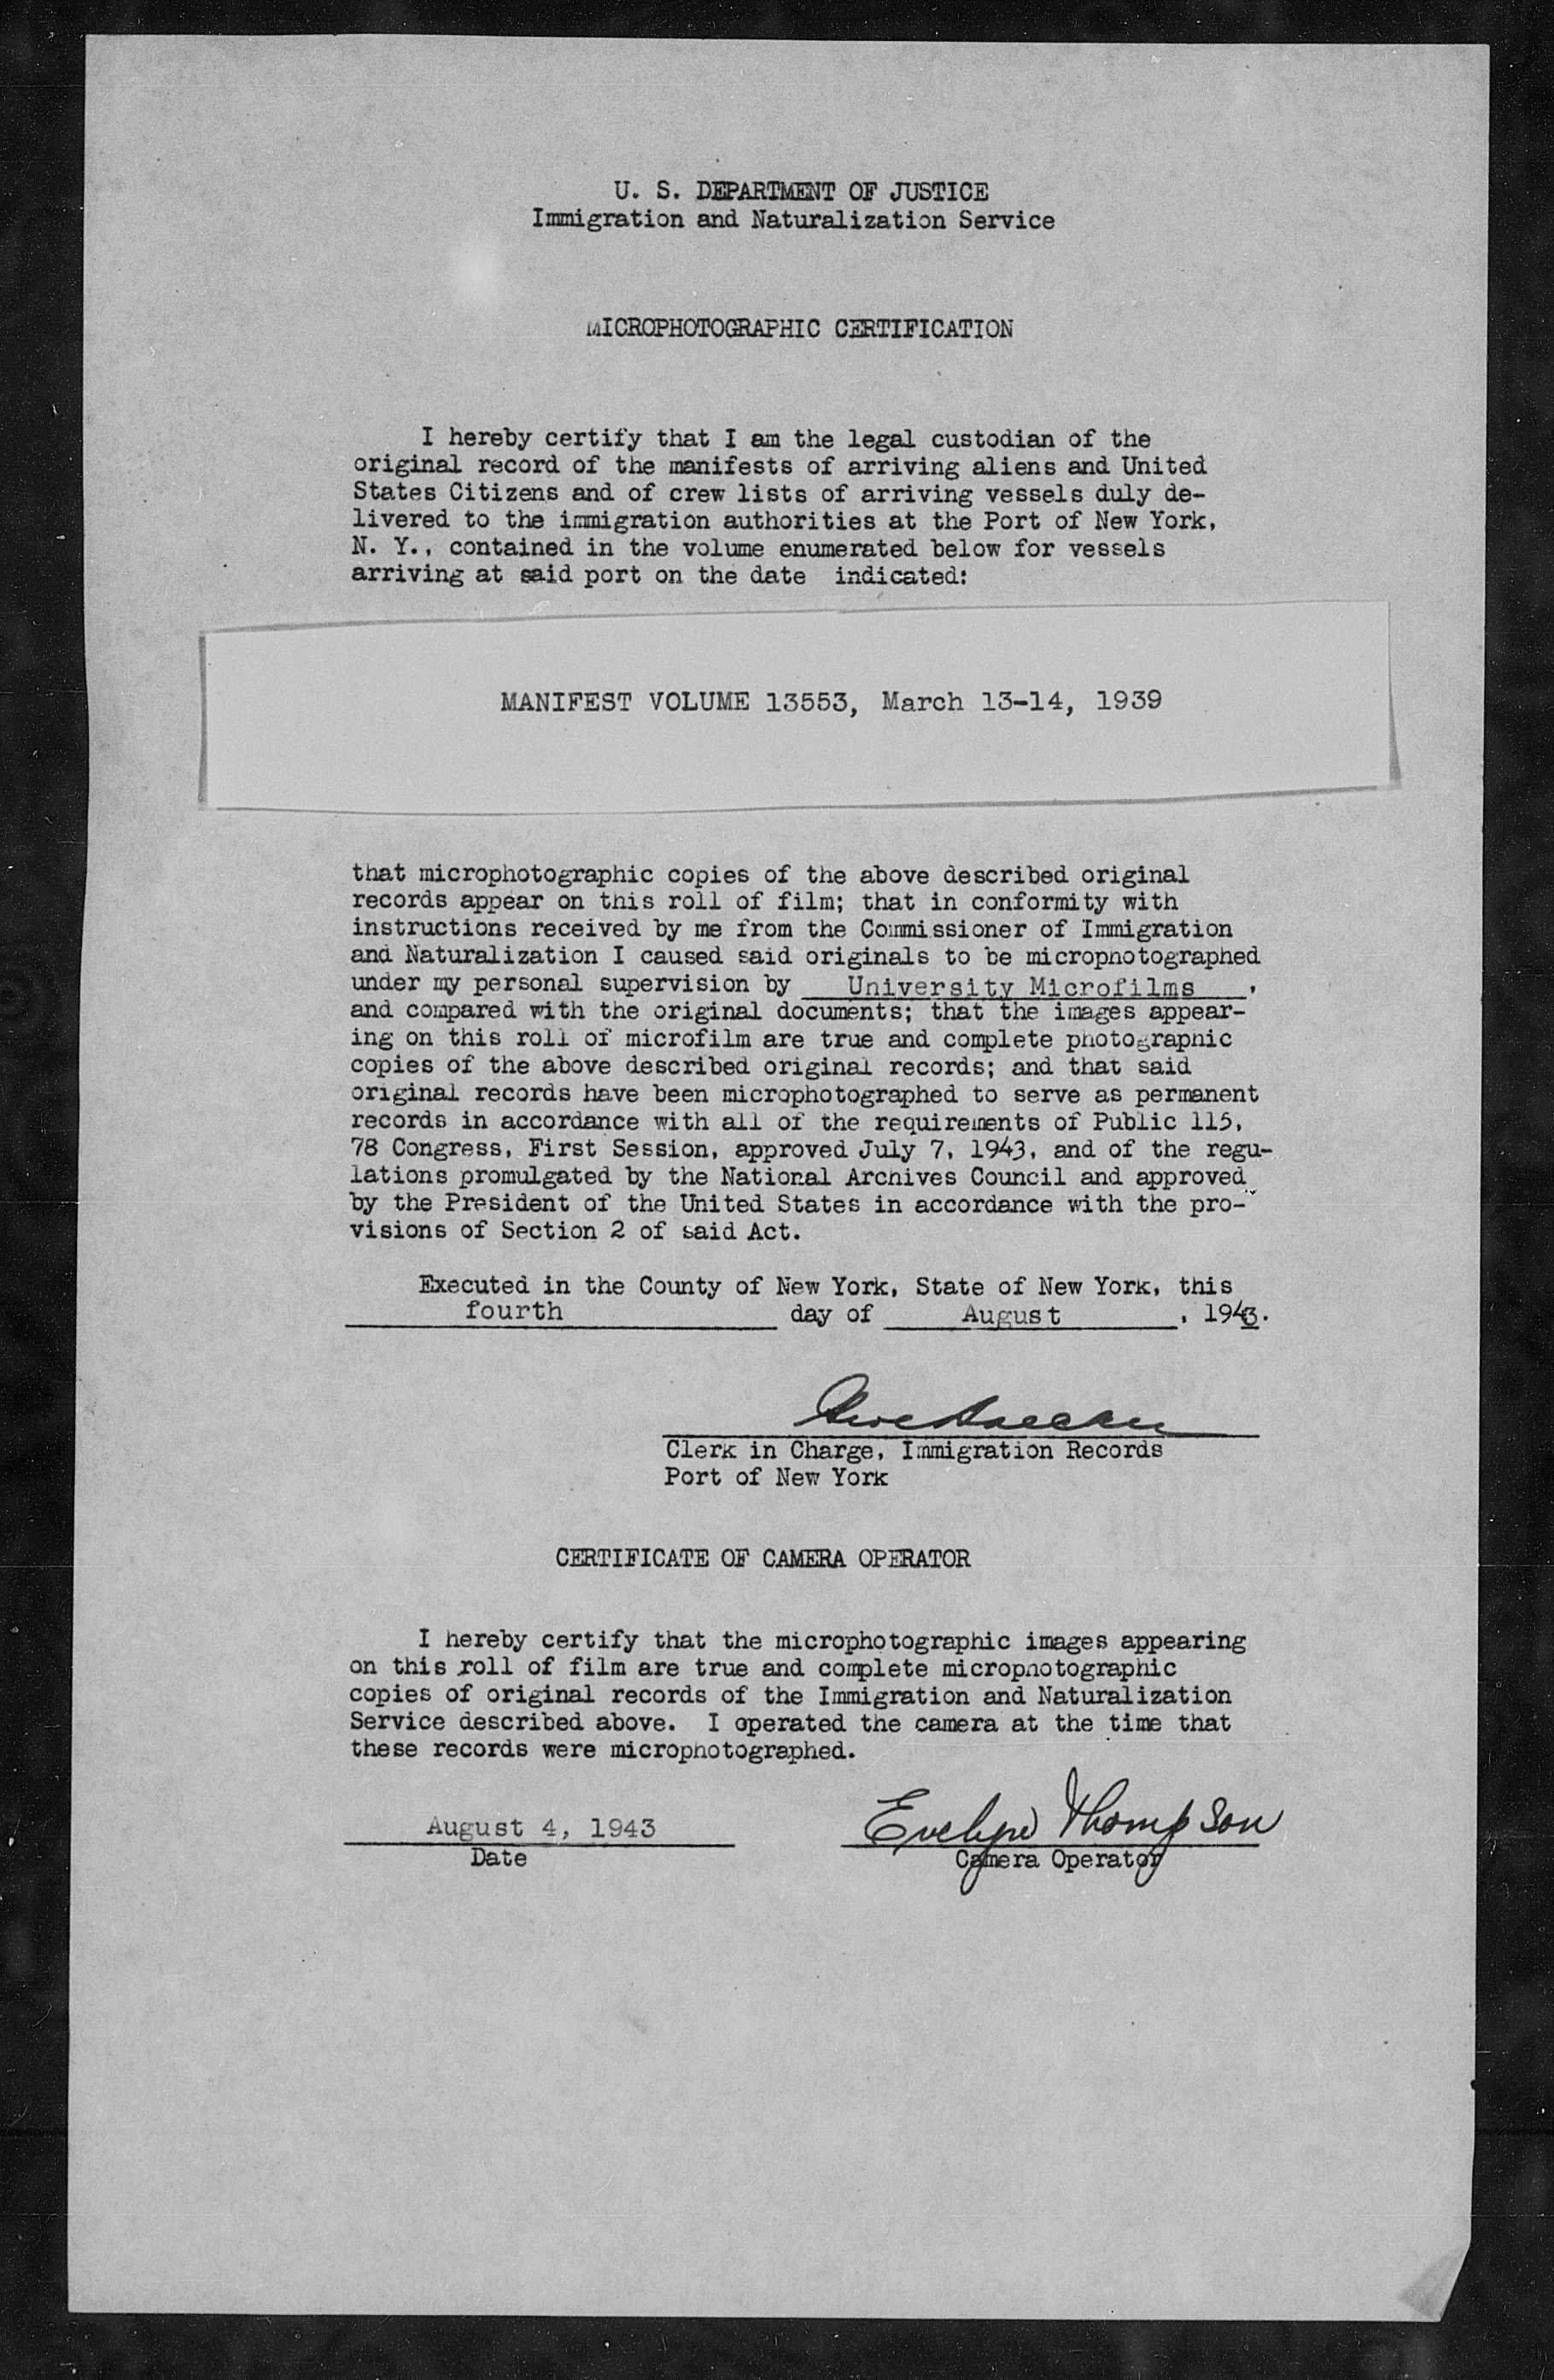 U. S. DEPARTMENT OF JUSTICE
Immigration and Naturalization Service
MICROPHOTOGRAPHIC CERTIFICATION
I hereby certify that I am the legal custodian of the
original record of the manifests of arriving aliens and United
States Citizens and of crew lists of arriving vessels duly de-
livered to the immigration authorities at the Port of New York,
N. Y., contained in the volume enumerated below for vessels
arriving at said port on the date indicated:
MANIFEST VOLUME 13553, March 13-14, 1939
that microphotographic copies of the above described original
records appear on this roll of film; that in conformity with
instructions received by me from the Commissioner of Immigration
and Naturalization I caused said originals to be microphotographed
under my personal supervision by University Microfilms,
and compared with the original documents; that the images appear-
ing on this roll of microfilm are true and complete photographic
copies of the above described original records; and that said
original records have been microphotographed to serve as permanent
records in accordance with all of the requirements of Public 115,
78 Congress, First Session, approved July 7, 1943, and of the regu-
lations promulgated by the National Archives Council and approved
by the President of the United States in accordance with the pro-
visions of Section 2 of said Act.
Executed in the County of New York, State of New York, this
fourth day of August, 1943.
Clerk in Charge, Immigration Records
Port of New York
CERTIFICATE OF CAMERA OPERATOR
I hereby certify that the microphotographic images appearing
on this roll of film are true and complete microphotographic
copies of original records of the Immigration and Naturalization
Service described above. I operated the camera at the time that
these records were microphotographed.
August 4, 1943 Evelyn Thompson
Date Camera Operator